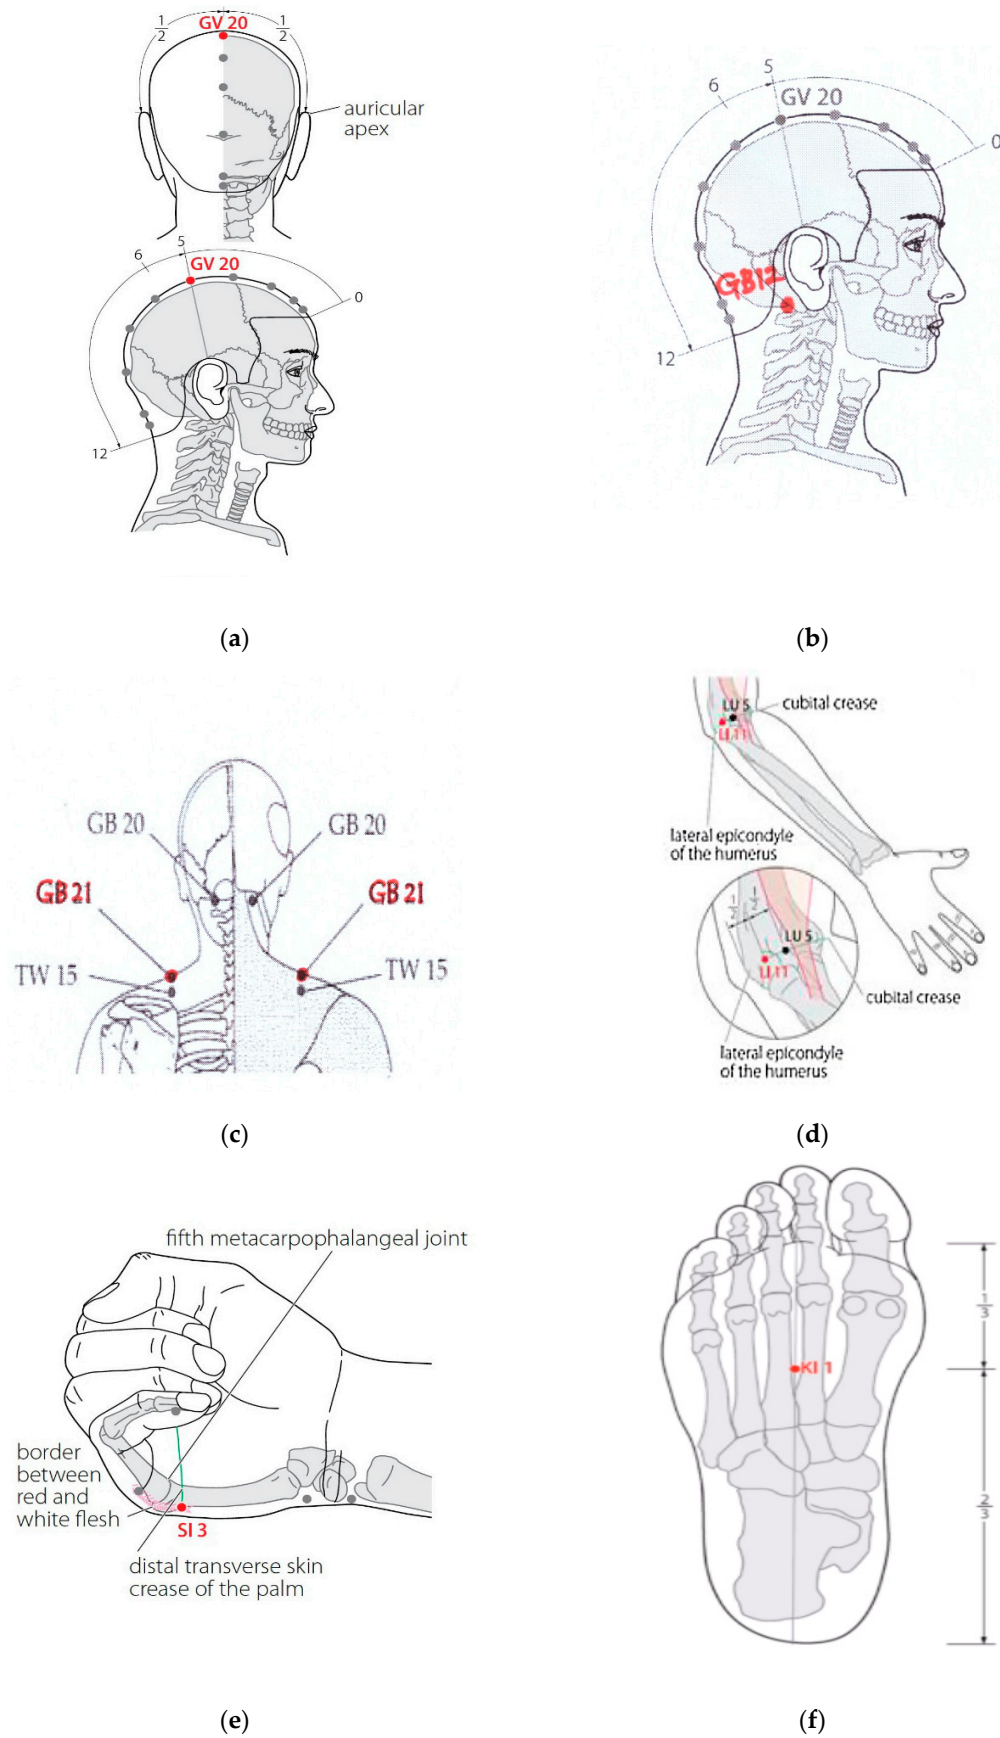 1/2
1/2
GV 20
auricular
apex
5
6
GV 20
0
12
(a)
5
6
GV 20
0
GB12
12
(b)
GB 20
GB 20
GB 21
GB 21
TW 15
TW 15
(c)
LU 5
cubital crease
LI 11
lateral epicondyle
of the humerus
1/2
1/2
LU 5
LI 11
cubital crease
lateral epicondyle
of the humerus
(d)
fifth metacarpophalangeal joint
border
between
red and
white flesh
SI 3
distal transverse skin
crease of the palm
(e)
1/3
KI 1
2/3
(f)